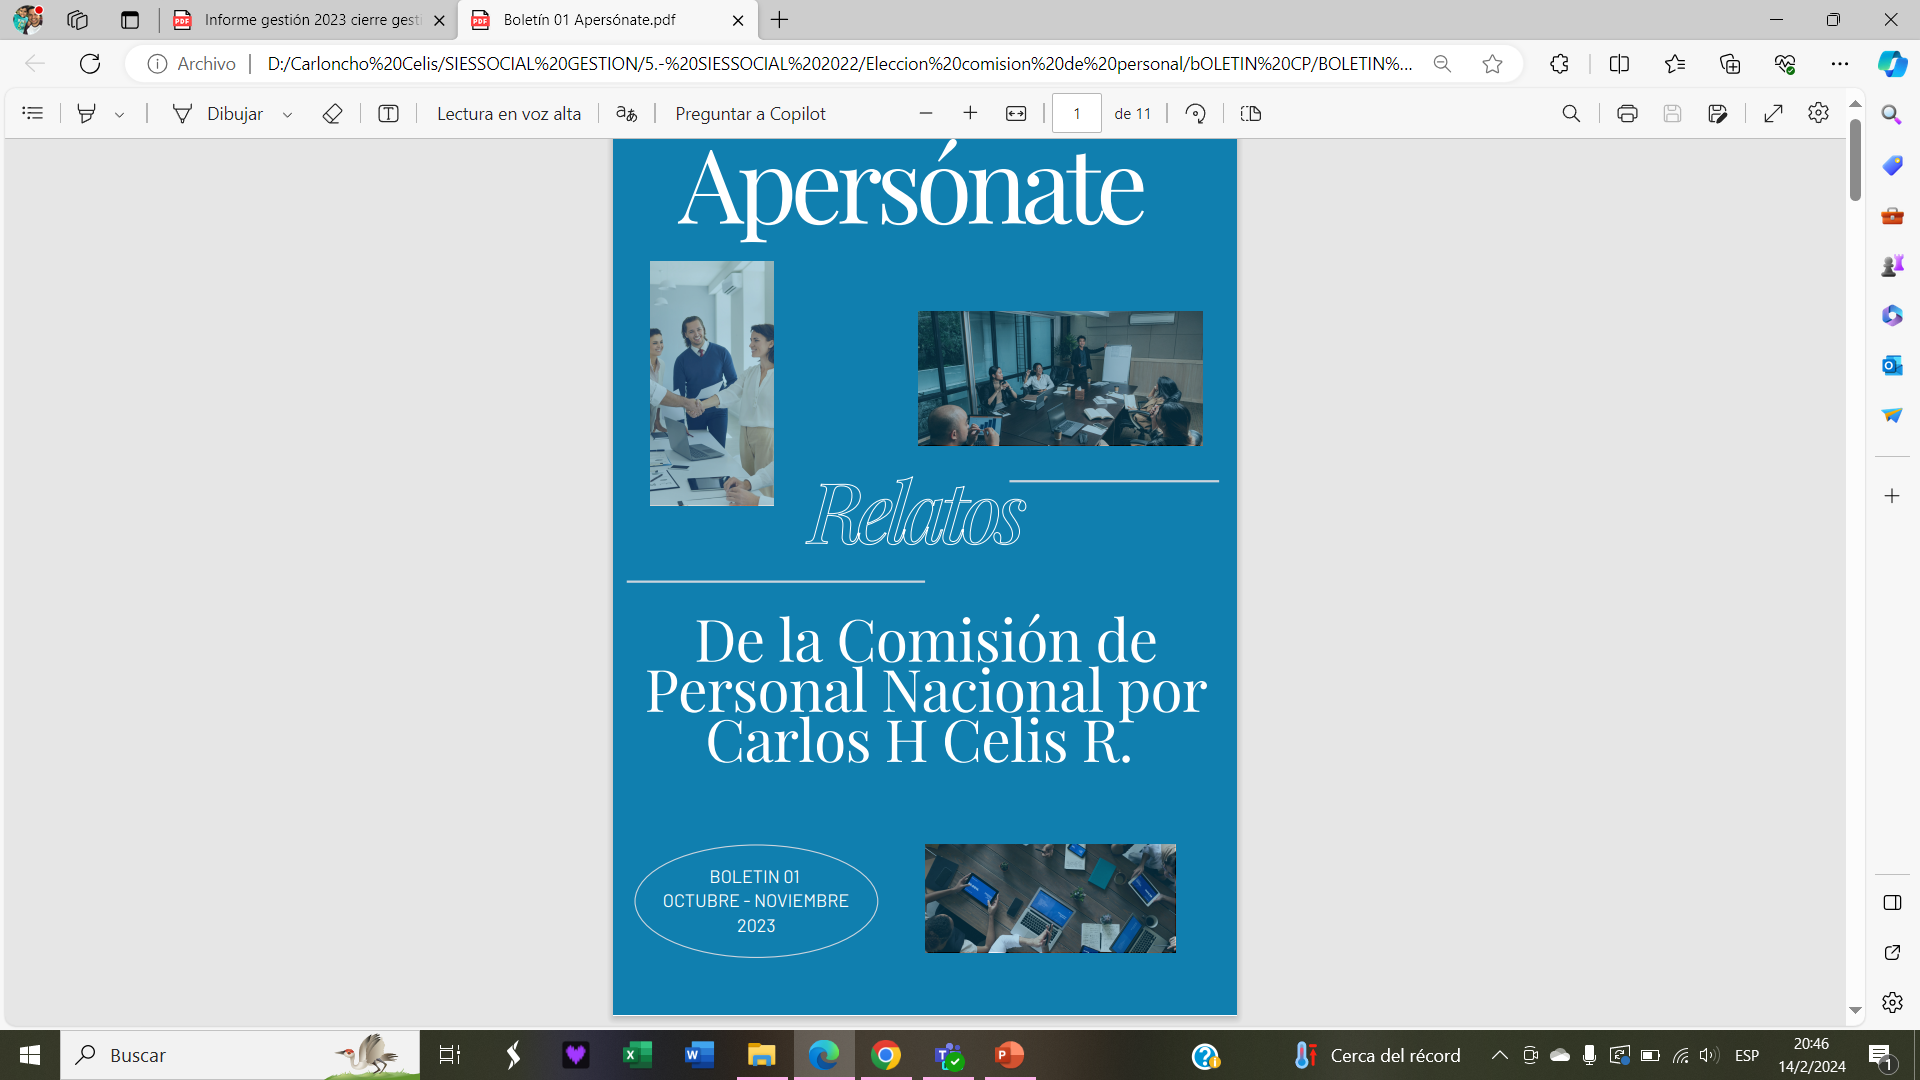 Informe gestión 2023 cierre gesti
Boletín 01 Apersónate.pdf
Archivo
D:/Carloncho%20Celis/SIESSOCIAL%20GESTION/5.-%20SIESSOCIAL%202022/Eleccion%20comision%20de%20personal/bOLETIN%20CP/BOLETIN%...
Dibujar
Lectura en voz alta
Preguntar a Copilot
1
de 11
Apersónate
Relatos
De la Comisión de
Personal Nacional por
Carlos H Celis R.
BOLETIN 01
OCTUBRE - NOVIEMBRE
2023
Buscar
Cerca del récord
ESP
20:46
14/2/2024
1